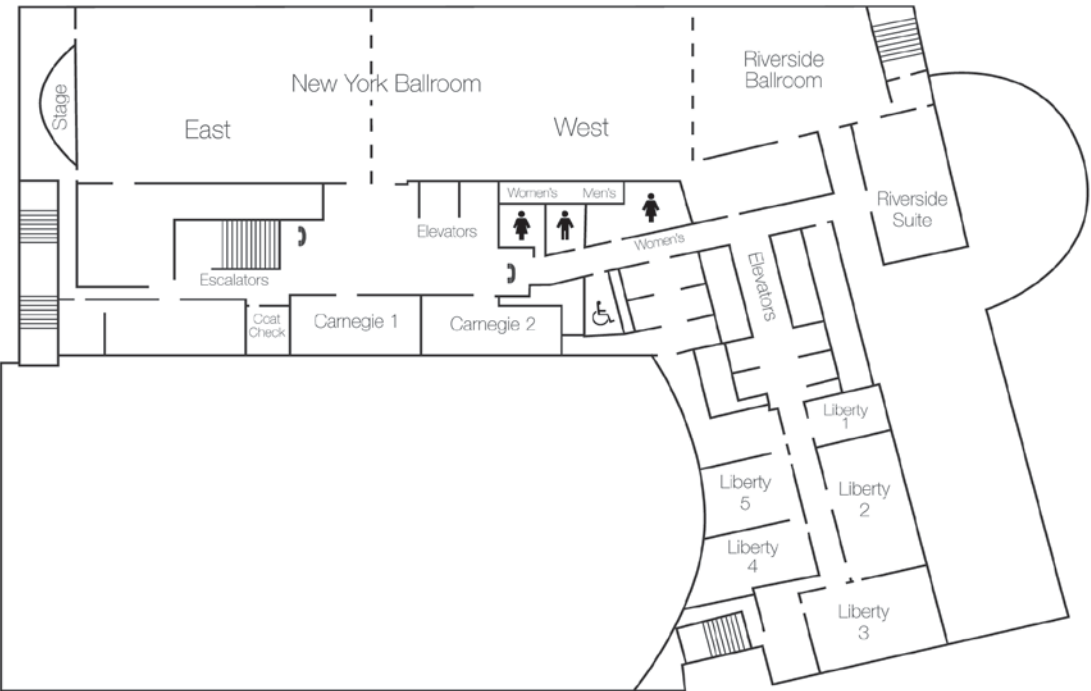 Stage
New York Ballroom
East
West
Riverside
Ballroom
Women's
Men's
Elevators
Escalators
Women's
Riverside
Suite
Elevators
Coat
Check
Carnegie 1
Carnegie 2
Liberty
1
Liberty
2
Liberty
5
Liberty
4
Liberty
3